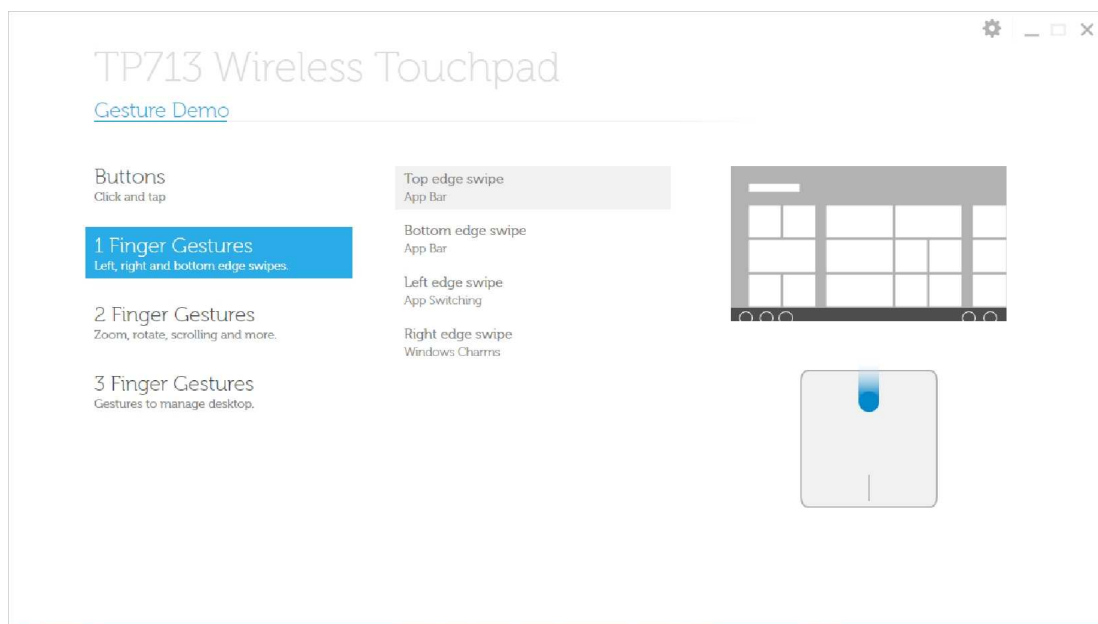 TP713 Wireless Touchpad
Gesture Demo
Buttons
Click and tap
1 Finger Gestures
Left, right and bottom edge swipes.
2 Finger Gestures
Zoom, rotate, scrolling and more.
3 Finger Gestures
Gestures to manage desktop.
Top edge swipe
App Bar
Bottom edge swipe
App Bar
Left edge swipe
App Switching
Right edge swipe
Windows Charms